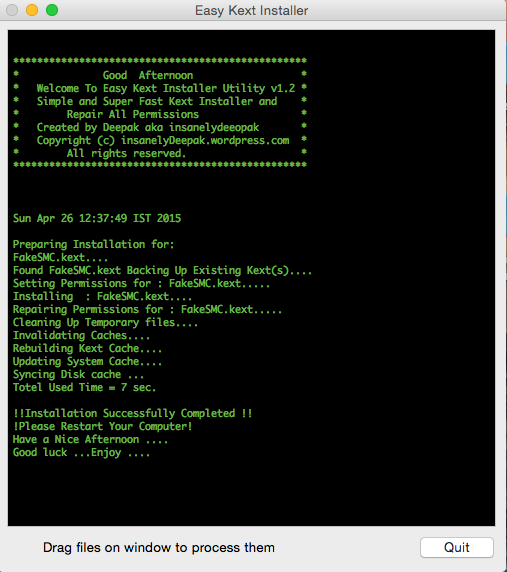 Easy Kext Installer
*************************************************
* Good Afternoon *
* Welcome To Easy Kext Installer Utility v1.2 *
* Simple and Super Fast Kext Installer and *
* Repair All Permissions *
* Created by Deepak aka insanelydeeopak *
* Copyright (c) insanelyDeepak.wordpress.com *
* All rights reserved. *
*************************************************
Sun Apr 26 12:37:49 IST 2015
Preparing Installation for:
FakeSMC.kext....
Found FakeSMC.kext Backing Up Existing Kext(s)....
Setting Permissions for : FakeSMC.kext.....
Installing : FakeSMC.kext....
Repairing Permissions for : FakeSMC.kext.....
Cleaning Up Temporary files....
Invalidating Caches....
Rebuilding Kext Cache....
Updating System Cache....
Syncing Disk cache ...
Totel Used Time = 7 sec.
!!Installation Successfully Completed !!
!Please Restart Your Computer!
Have a Nice Afternoon ....
Good luck ...Enjoy ....
Drag files on window to process them
Quit